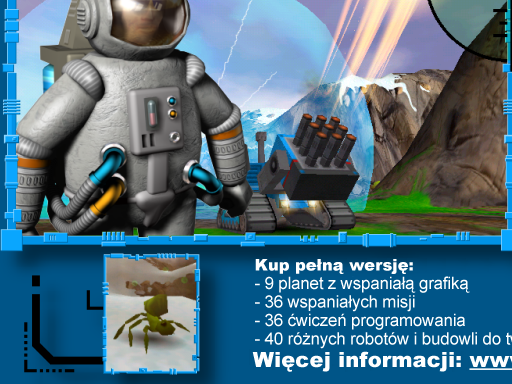 Kup pełną wersję:
- 9 planet z wspaniałą grafiką
- 36 wspaniałych misji
- 36 ćwiczeń programowania
- 40 różnych robotów i budowli do
Więcej informacji: